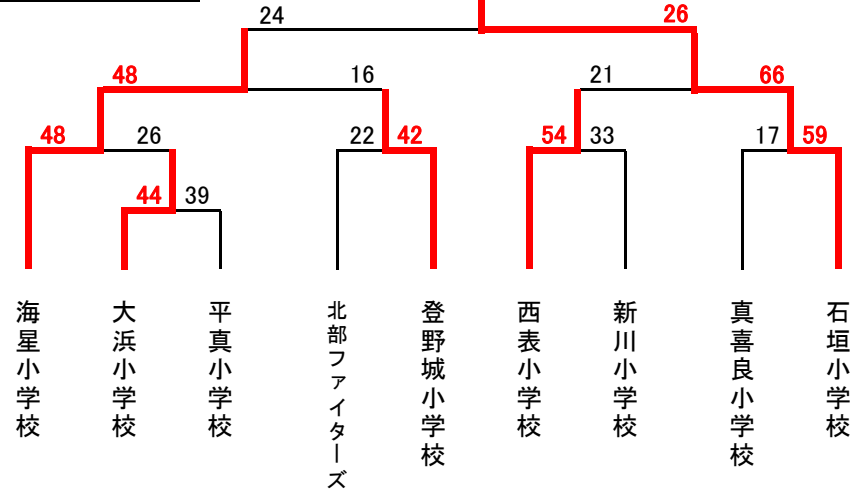 24
26
48
16
21
66
48
26
22
42
54
33
17
59
44
39
海星小学校
大浜小学校
平真小学校
北部ファイターズ
登野城小学校
西表小学校
新川小学校
真喜良小学校
石垣小学校